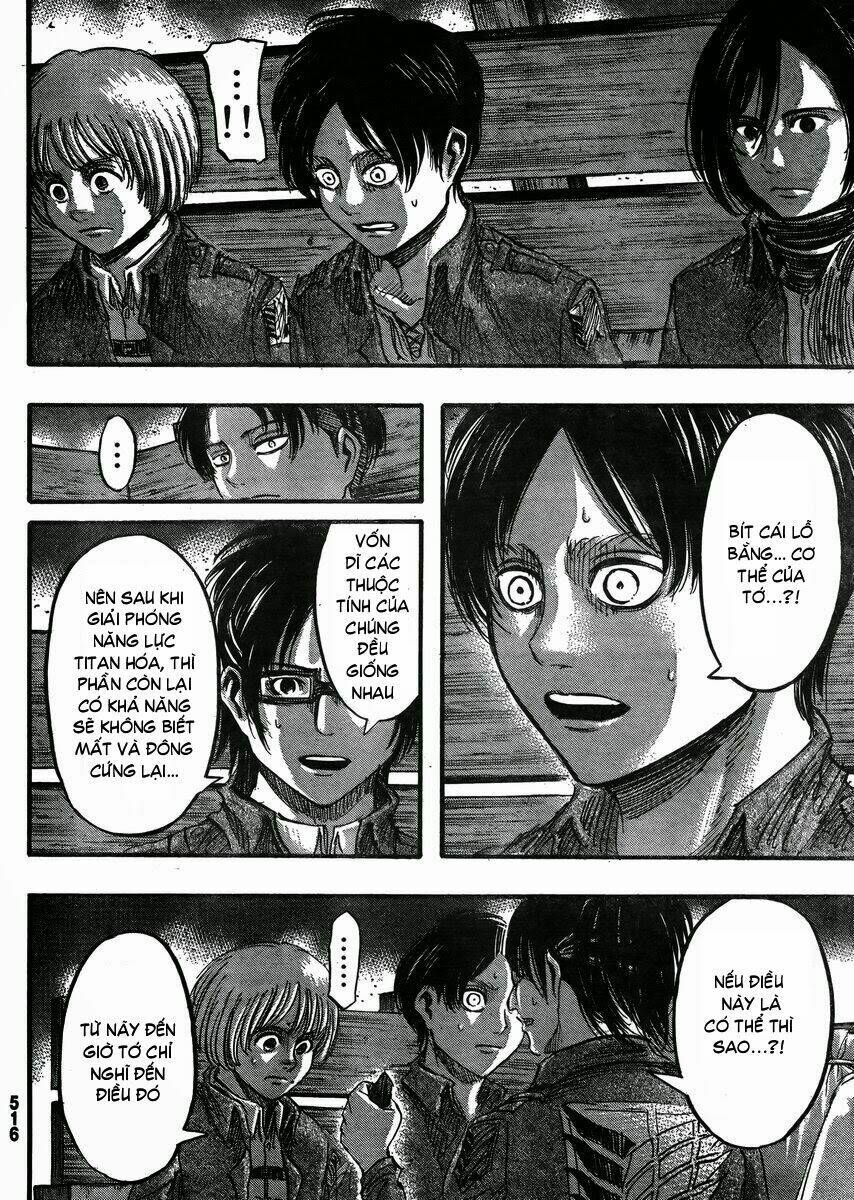 ...!!
BÍT CÁI LỖ
BẰNG... CƠ
THỂ CỦA
TỚ...?!
...
VỐN
DĨ CÁC
THUỘC
TÍNH CỦA
CHÚNG
ĐỀU
GIỐNG
NHAU
NÊN SAU KHI
GIẢI PHÓNG
NĂNG LỰC
TITAN HÓA, THÌ
PHẦN CÒN LẠI
CÓ KHẢ NĂNG
SẼ KHÔNG BIẾT
MẤT VÀ ĐÔNG
CỨNG LẠI...
NẾU ĐIỀU
NÀY LÀ
CÓ THỂ THÌ
SAO...?!
......
TỪ NÃY ĐẾN
GIỜ TỚ CHỈ
NGHĨ ĐẾN
ĐIỀU ĐÓ
516